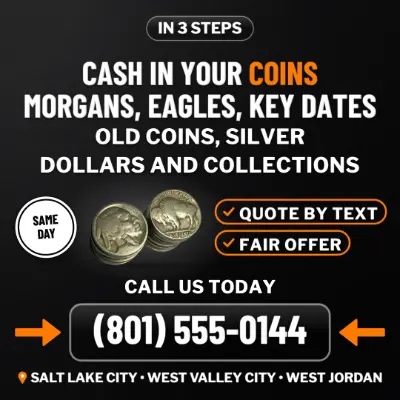 IN 3 STEPS
CASH IN YOUR COINS
MORGANS, EAGLES, KEY DATES
OLD COINS, SILVER
DOLLARS AND COLLECTIONS
SAME
DAY
QUOTE BY TEXT
FAIR OFFER
CALL US TODAY
(801) 555-0144
SALT LAKE CITY • WEST VALLEY CITY • WEST JORDAN